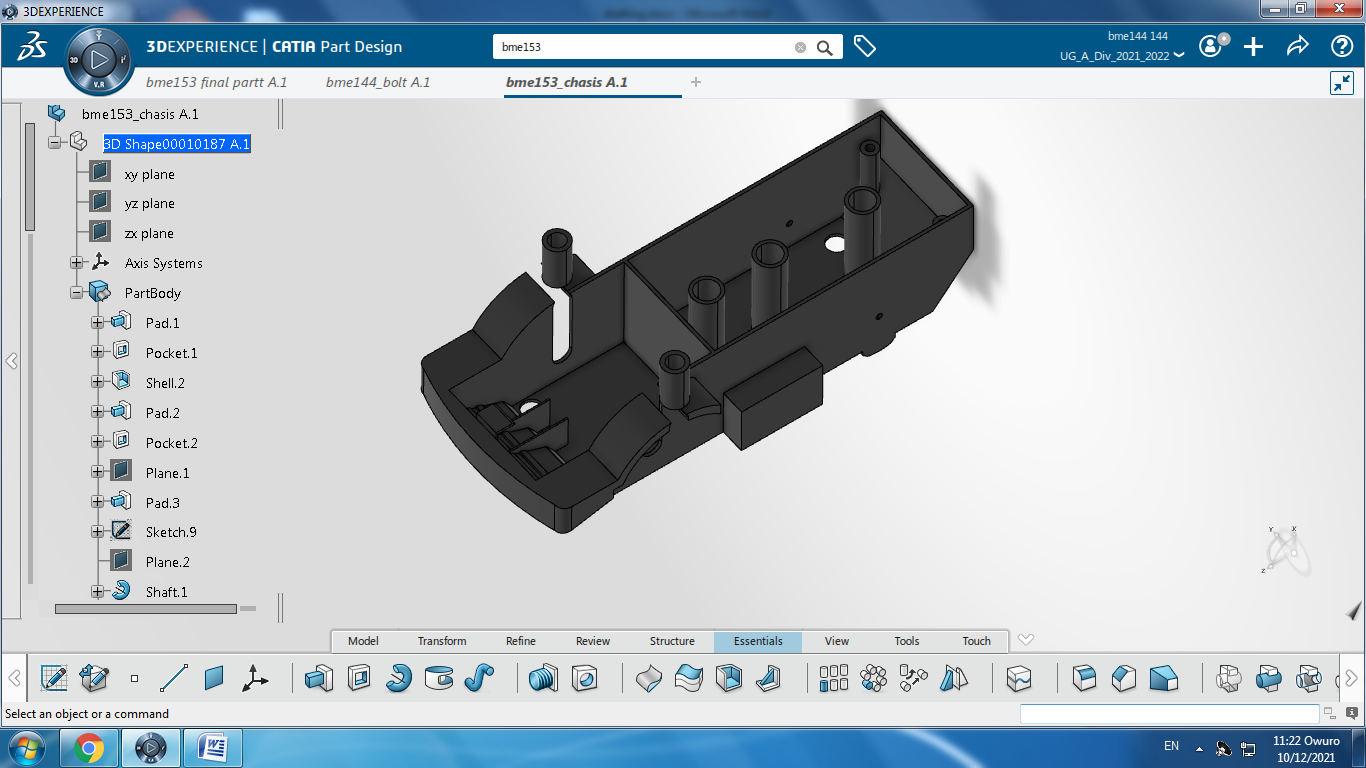 3DEXPERIENCE
3DEXPERIENCE | CATIA Part Design
bme153
bme144 144
UG_A_Div_2021_2022
3D
V,R
bme153 final partt A.1
bme144_bolt A.1
bme153_chasis A.1
bme153_chasis A.1
3D Shape00010187 A.1
xy plane
yz plane
zx plane
Axis Systems
PartBody
Pad.1
Pocket.1
Shell.2
Pad.2
Pocket.2
Plane.1
Pad.3
Sketch.9
Plane.2
Shaft.1
Y
X
Z
Model
Transform
Refine
Review
Structure
Essentials
View
Tools
Touch
Select an object or a command
EN
11:22 Owuro
10/12/2021